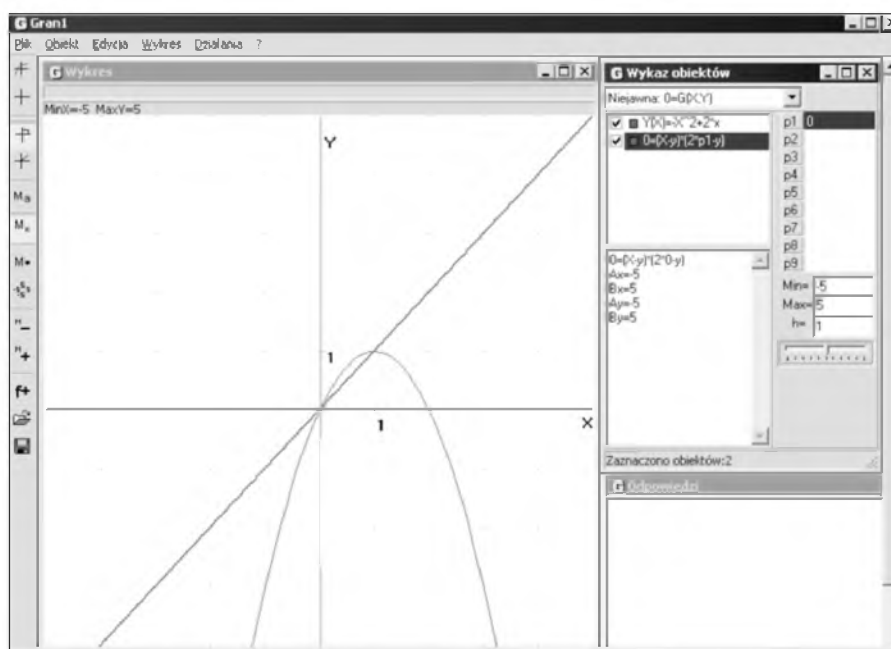 Gran1
Plik Obiekt Edycja Wykres Działania ?
Wykres
MinX=-5 MaxY=5
Y
1
X
1
Ma
M•
f+
Wykaz obiektów
Niejawna: 0=G(X,Y)
Y(X)=-X^2+2*x
0=(X-y)*(2*p1-y)
p1 0
p2
p3
p4
p5
p6
p7
p8
p9
0=(X-y)*(2*0-y)
Ax=-5
Bx=5
Ay=-5
By=5
Min= -5
Max= 5
h= 1
Zaznaczono obiektów:2
Odpowiedzi